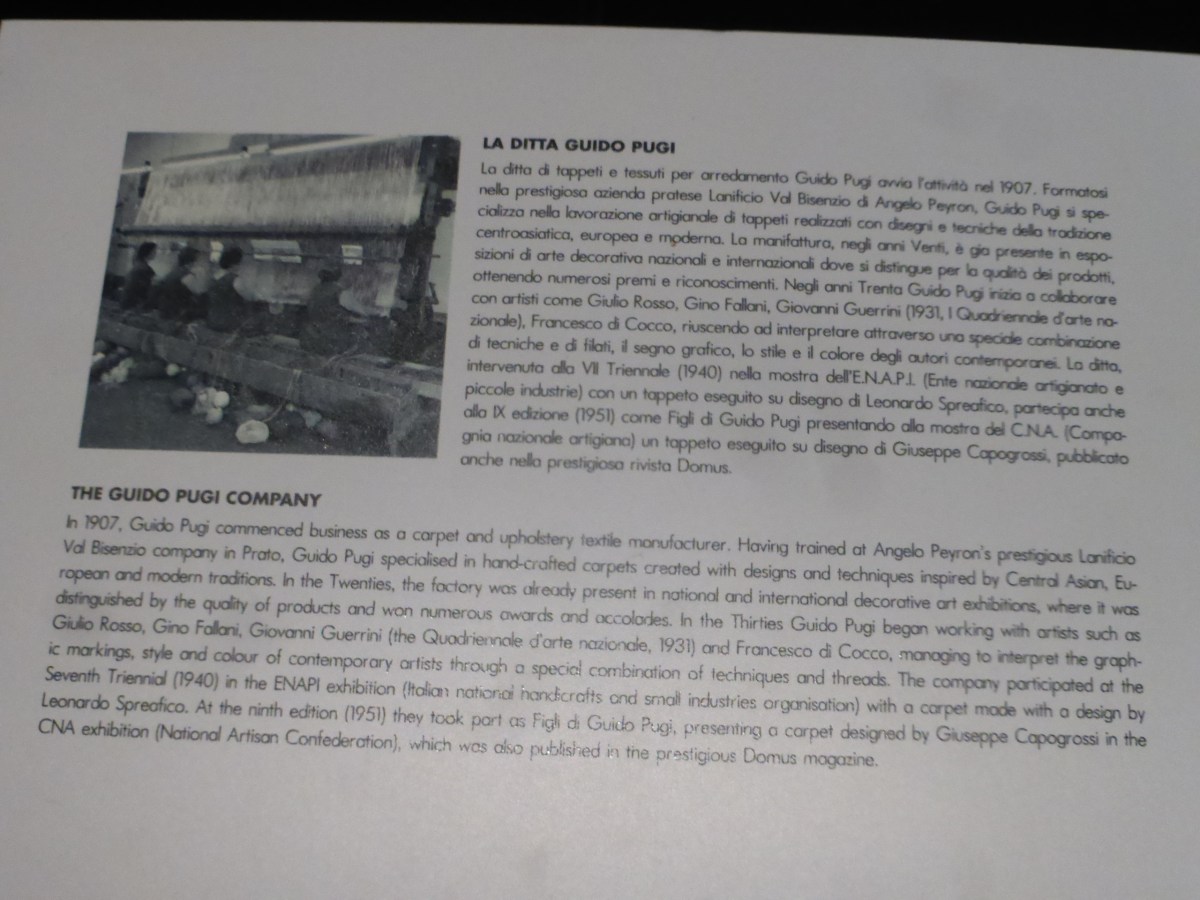 LA DITTA GUIDO PUGI
La ditta di tappeti e tessuti per arredamento Guido Pugi avvia l'attività nel 1907. Formatosi
nella prestigiosa azienda pratese Lanificio Val Bisenzio di Angelo Peyron, Guido Pugi si spe-
cializza nella lavorazione artigianale di tappeti realizzati con disegni e tecniche della tradizione
centroasiatica, europea e moderna. La manifattura, negli anni Venti, è gia presente in espo-
sizioni di arte decorativa nazionali e internazionali dove si distingue per la qualità dei prodotti,
ottenendo numerosi premi e riconoscimenti. Negli anni Trenta Guido Pugi inizia a collaborare
con artisti come Giulio Rosso, Gino Fallani, Giovanni Guerrini (1931, I Quadriennale d'arte na-
zionale), Francesco di Cocco, riuscendo ad interpretare attraverso una speciale combinazione
di tecniche e di filati, il segno grafico, lo stile e il colore degli autori contemporanei. La ditta,
intervenuta alla VII Triennale (1940) nella mostra dell'E.N.A.P.I. (Ente nazionale artigianato e
piccole industrie) con un tappeto eseguito su disegno di Leonardo Spreafico, partecipa anche
alla IX edizione (1951) come Figli di Guido Pugi presentando alla mostra del C.N.A. (Compa-
gnia nazionale artigiana) un tappeto eseguito su disegno di Giuseppe Capogrossi, pubblicato
anche nella prestigiosa rivista Domus.
THE GUIDO PUGI COMPANY
In 1907, Guido Pugi commenced business as a carpet and upholstery textile manufacturer. Having trained at Angelo Peyron's prestigious Lanificio
Val Bisenzio company in Prato, Guido Pugi specialised in hand-crafted carpets created with designs and techniques inspired by Central Asian, Eu-
ropean and modern traditions. In the Twenties, the factory was already present in national and international decorative art exhibitions, where it was
distinguished by the quality of products and won numerous awards and accolades. In the Thirties Guido Pugi began working with artists such as
Giulio Rosso, Gino Fallani, Giovanni Guerrini (the Quadriennale d'arte nazionale, 1931) and Francesco di Cocco, managing to interpret the graph-
ic markings, style and colour of contemporary artists through a special combination of techniques and threads. The company participated at the
Seventh Triennial (1940) in the ENAPI exhibition (Italian national handicrafts and small industries organisation) with a carpet made with a design by
Leonardo Spreafico. At the ninth edition (1951) they took part as Figli di Guido Pugi, presenting a carpet designed by Giuseppe Capogrossi in the
CNA exhibition (National Artisan Confederation), which was also published in the prestigious Domus magazine.